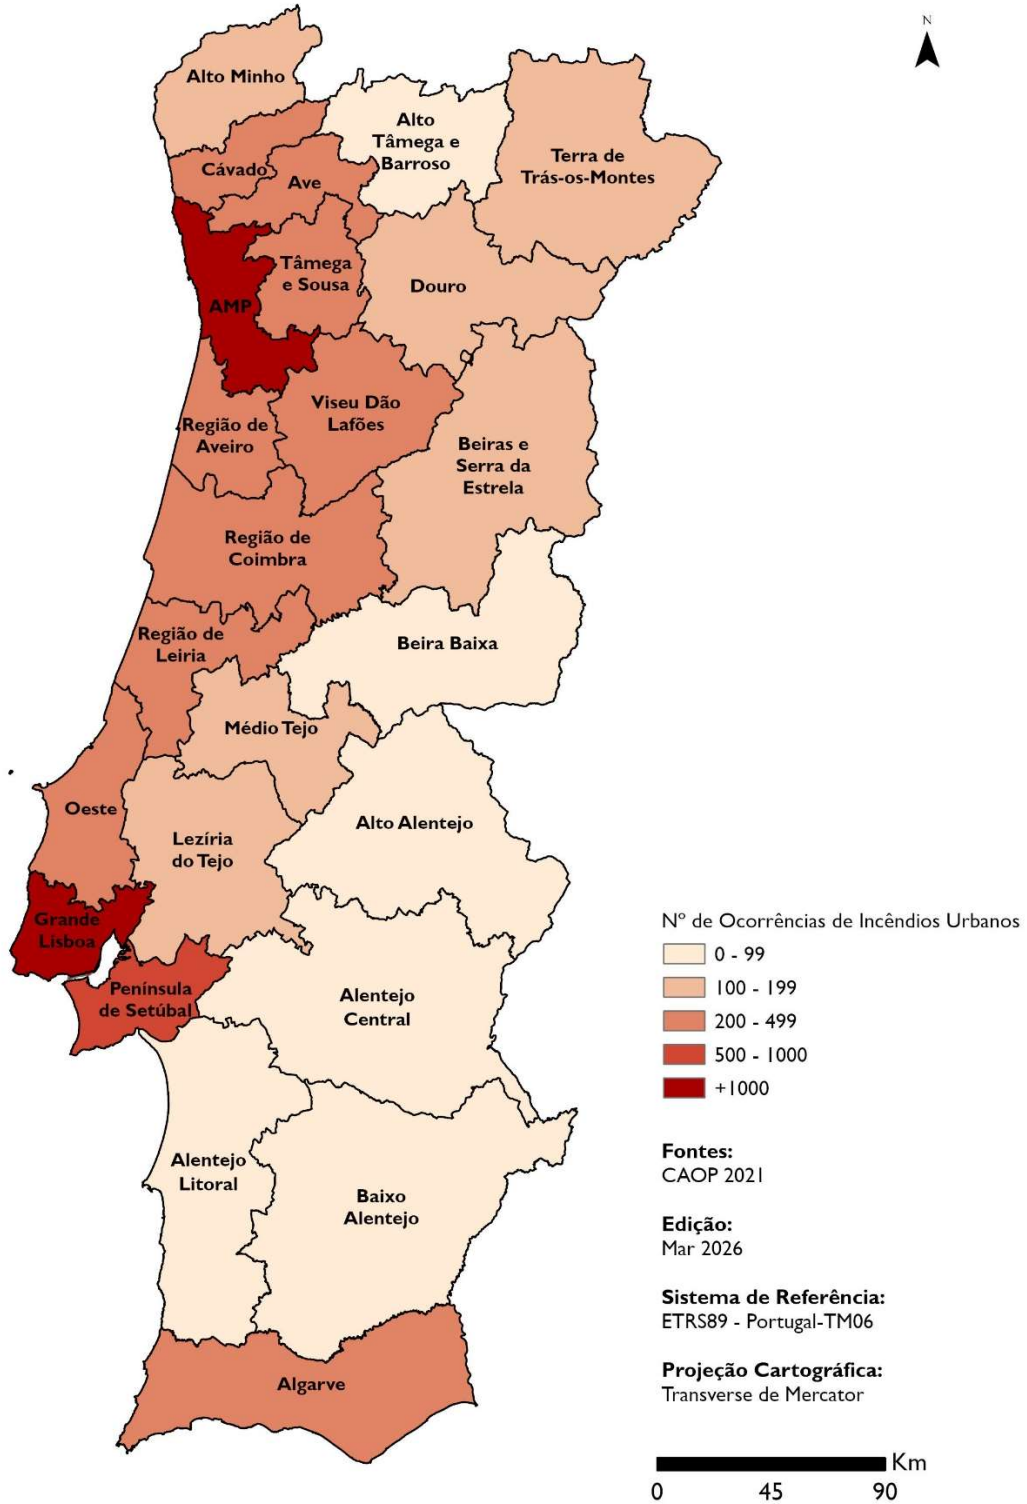 N
Alto Minho
Alto
Tâmega e
Barroso
Terra de
Trás-os-Montes
Cávado
Ave
Tâmega
e Sousa
Douro
AMP
Viseu Dão
Lafões
Região de
Aveiro
Beiras e
Serra da
Estrela
Região de
Coimbra
Região de
Leiria
Beira Baixa
Médio Tejo
Oeste
Alto Alentejo
Lezíria
do Tejo
Grande
Lisboa
Península
de Setúbal
Alentejo
Central
Alentejo
Litoral
Baixo
Alentejo
Algarve
Nº de Ocorrências de Incêndios Urbanos
0 - 99
100 - 199
200 - 499
500 - 1000
+1000
Fontes:
CAOP 2021
Edição:
Mar 2026
Sistema de Referência:
ETRS89 - Portugal-TM06
Projeção Cartográfica:
Transverse de Mercator
Km
0 45 90